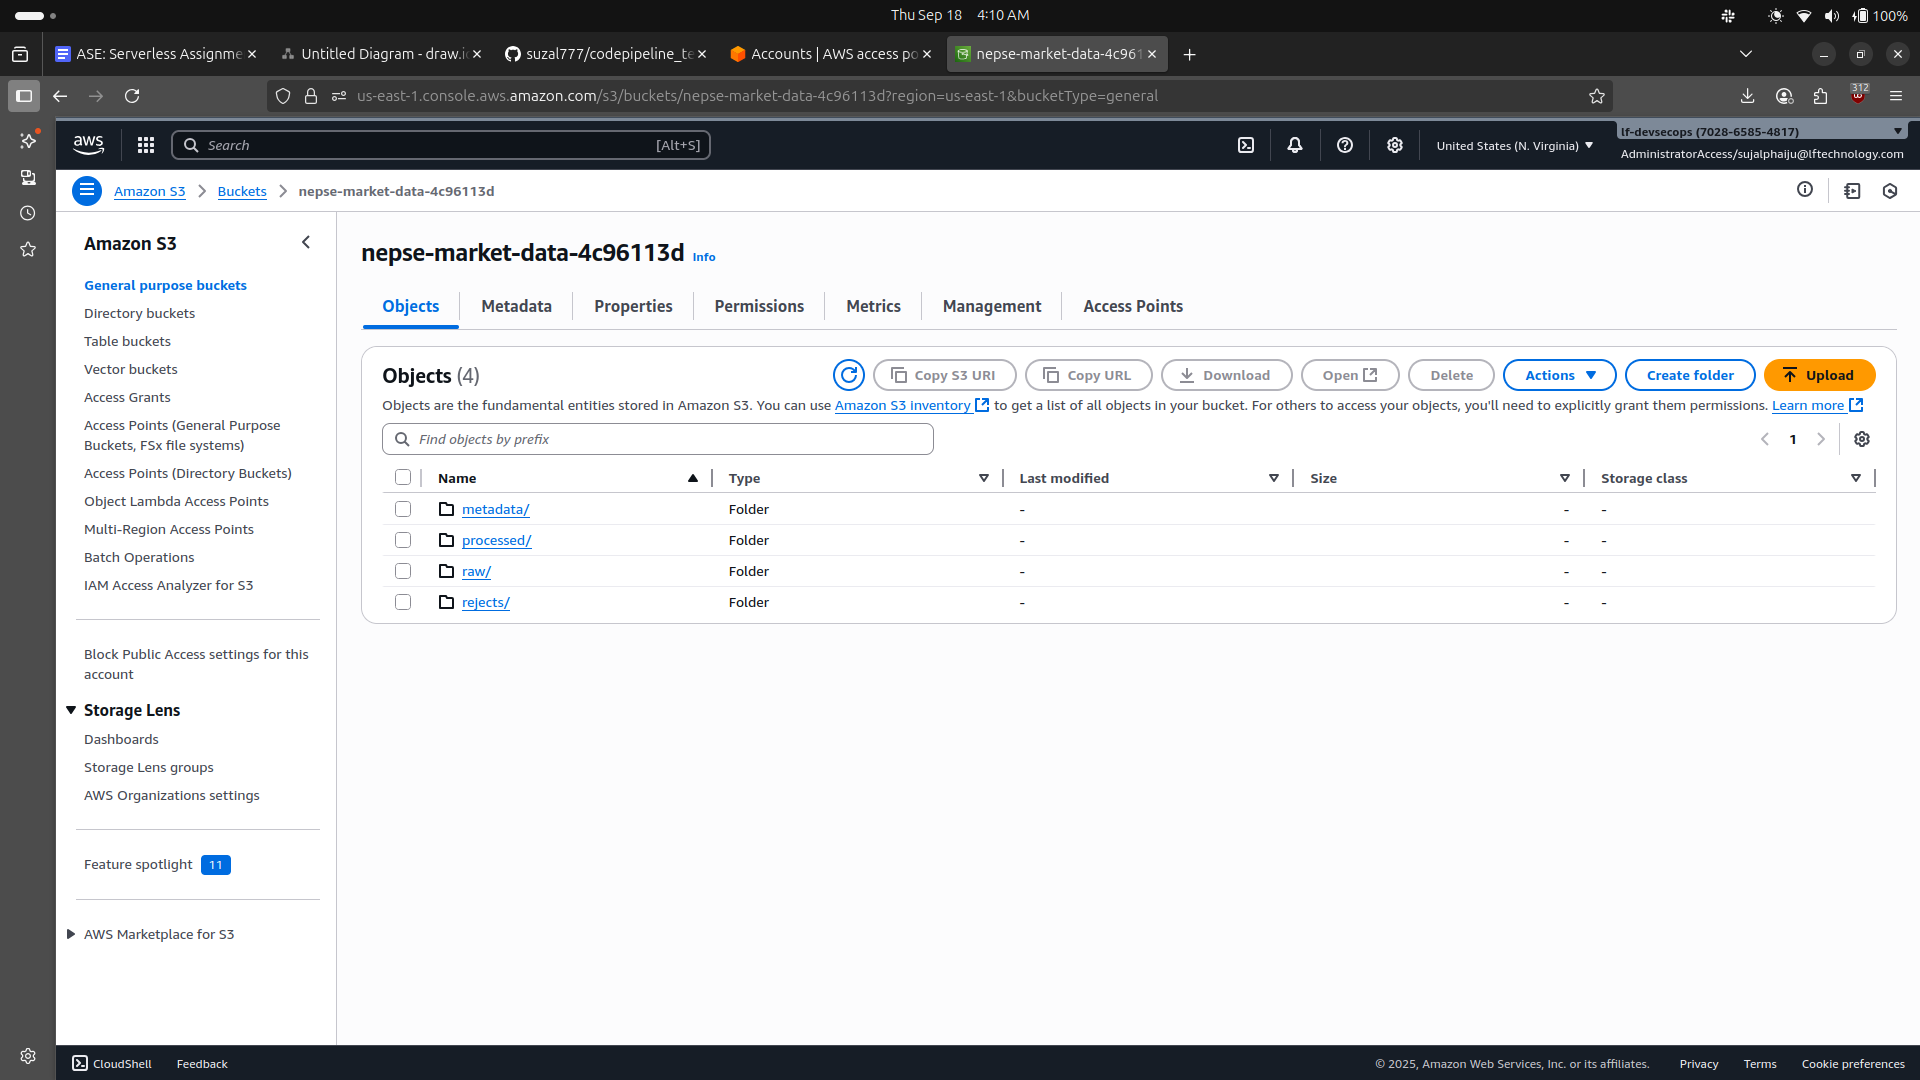 Thu Sep 18 4:10 AM
100%
ASE: Serverless Assignme
Untitled Diagram - draw.i
suzal777/codepipeline_te
Accounts | AWS access po
nepse-market-data-4c961
us-east-1.console.aws.amazon.com/s3/buckets/nepse-market-data-4c96113d?region=us-east-1&bucketType=general
312
aws
Search
[Alt+S]
United States (N. Virginia)
lf-devsecops (7028-6585-4817)
AdministratorAccess/sujalphaiju@lftechnology.com
Amazon S3
Buckets
nepse-market-data-4c96113d
Amazon S3
General purpose buckets
Directory buckets
Table buckets
Vector buckets
Access Grants
Access Points (General Purpose
Buckets, FSx file systems)
Access Points (Directory Buckets)
Object Lambda Access Points
Multi-Region Access Points
Batch Operations
IAM Access Analyzer for S3
Block Public Access settings for this
account
Storage Lens
Dashboards
Storage Lens groups
AWS Organizations settings
Feature spotlight 11
AWS Marketplace for S3
nepse-market-data-4c96113d Info
Objects Metadata Properties Permissions Metrics Management Access Points
Objects (4)
Copy S3 URI Copy URL Download Open Delete Actions Create folder Upload
Objects are the fundamental entities stored in Amazon S3. You can use Amazon S3 inventory to get a list of all objects in your bucket. For others to access your objects, you'll need to explicitly grant them permissions. Learn more
Find objects by prefix
1
Name Type Last modified Size Storage class
metadata/ Folder - - -
processed/ Folder - - -
raw/ Folder - - -
rejects/ Folder - - -
CloudShell Feedback
© 2025, Amazon Web Services, Inc. or its affiliates. Privacy Terms Cookie preferences